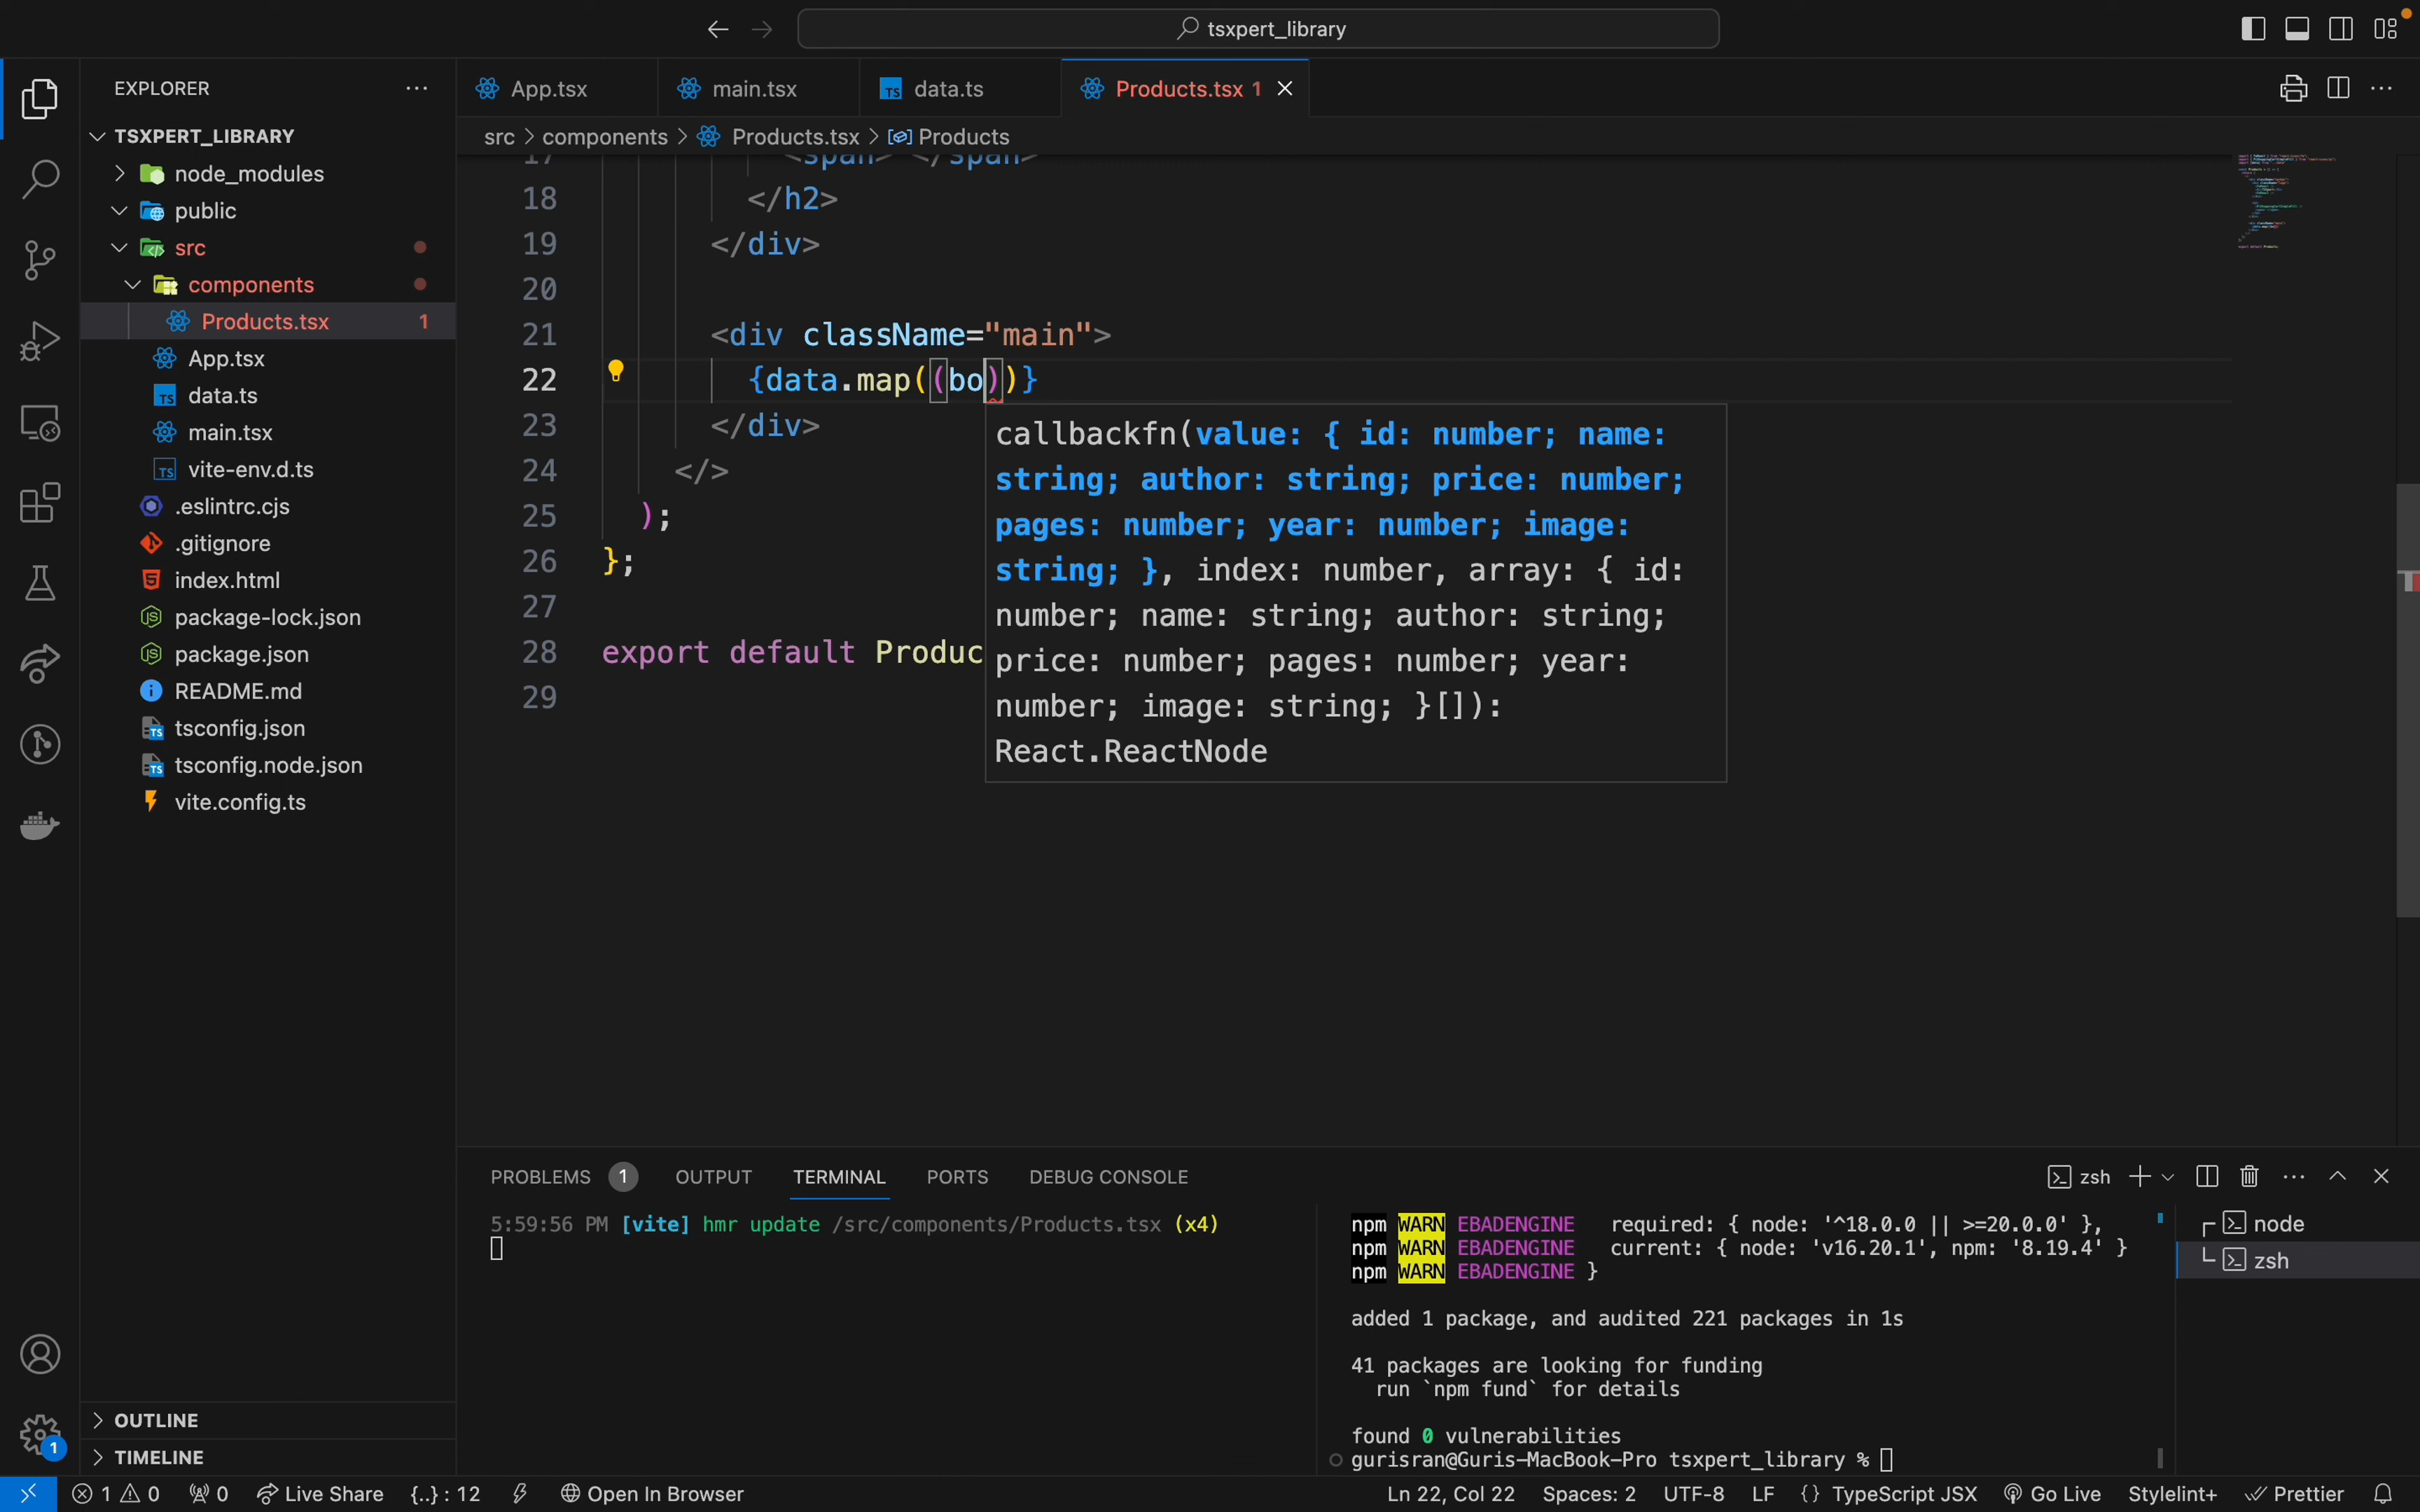 tsxpert_library
EXPLORER
App.tsx
main.tsx
data.ts
Products.tsx 1
TSXPERT_LIBRARY
src > components > Products.tsx > Products
node_modules
public
src
components
Products.tsx 1
App.tsx
data.ts
main.tsx
vite-env.d.ts
.eslintrc.cjs
.gitignore
index.html
package-lock.json
package.json
README.md
tsconfig.json
tsconfig.node.json
vite.config.ts
OUTLINE
TIMELINE
1
17 <span> </span>
18 </h2>
19 </div>
20
21 <div className="main">
22 {data.map((bo))}
23 </div>
24 </>
25 );
26 };
27
28 export default Produc
29
callbackfn(value: { id: number; name:
string; author: string; price: number;
pages: number; year: number; image:
string; }, index: number, array: { id:
number; name: string; author: string;
price: number; pages: number; year:
number; image: string; }[]):
React.ReactNode
PROBLEMS 1 OUTPUT TERMINAL PORTS DEBUG CONSOLE
zsh
5:59:56 PM [vite] hmr update /src/components/Products.tsx (x4)
npm WARN EBADENGINE required: { node: '^18.0.0 || >=20.0.0' },
npm WARN EBADENGINE current: { node: 'v16.20.1', npm: '8.19.4' }
npm WARN EBADENGINE }
added 1 package, and audited 221 packages in 1s
41 packages are looking for funding
run `npm fund` for details
found 0 vulnerabilities
gurisran@Guris-MacBook-Pro tsxpert_library %
node
zsh
1 0 0 Live Share {..} : 12 Open In Browser
Ln 22, Col 22 Spaces: 2 UTF-8 LF {} TypeScript JSX Go Live Stylelint+ Prettier